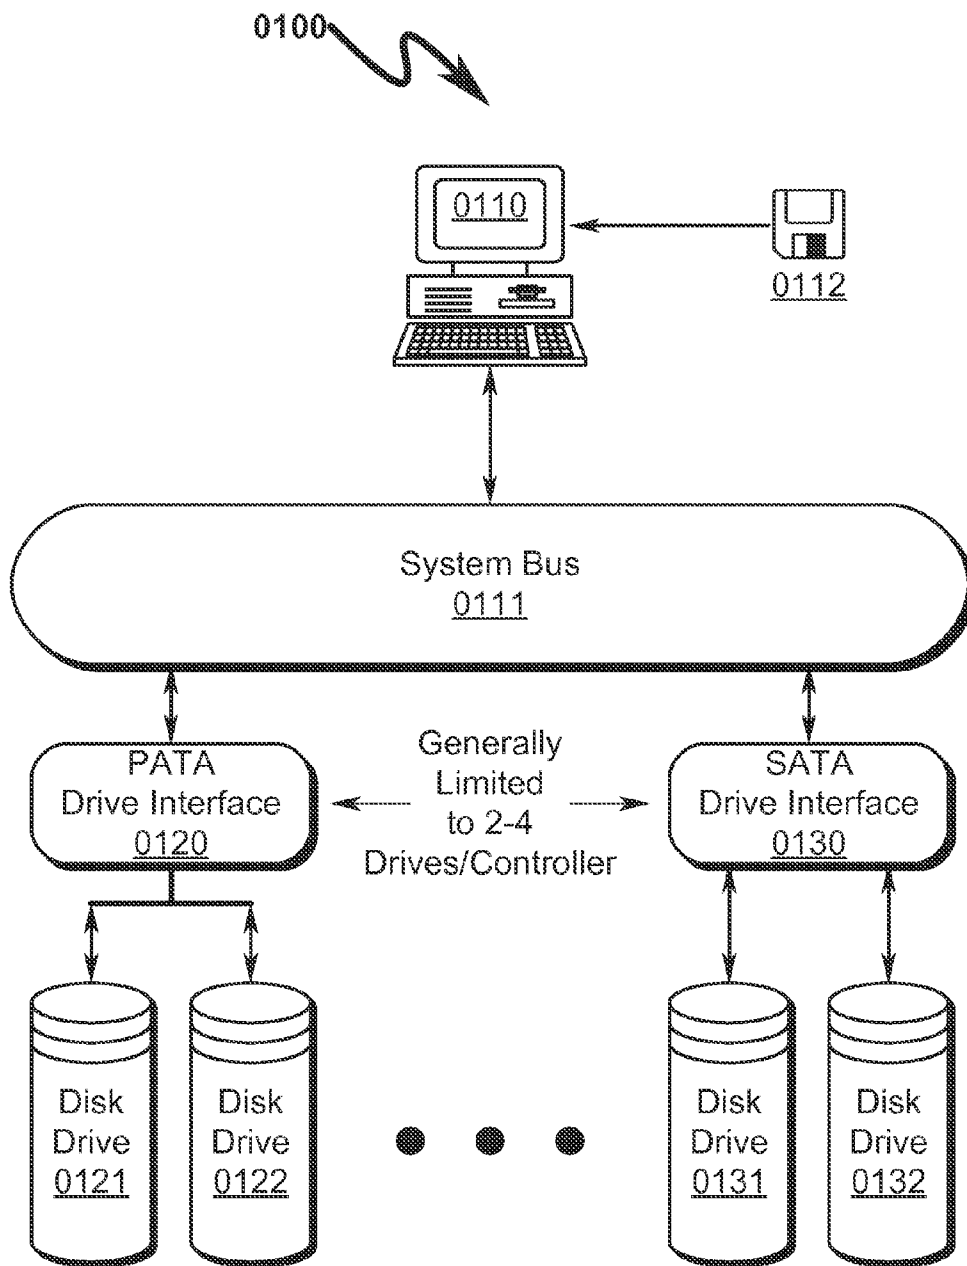 0100
0110
0112
System Bus
0111
PATA
Drive Interface
0120
Generally
Limited
to 2-4
Drives/Controller
SATA
Drive Interface
0130
Disk
Drive
0121
Disk
Drive
0122
Disk
Drive
0131
Disk
Drive
0132